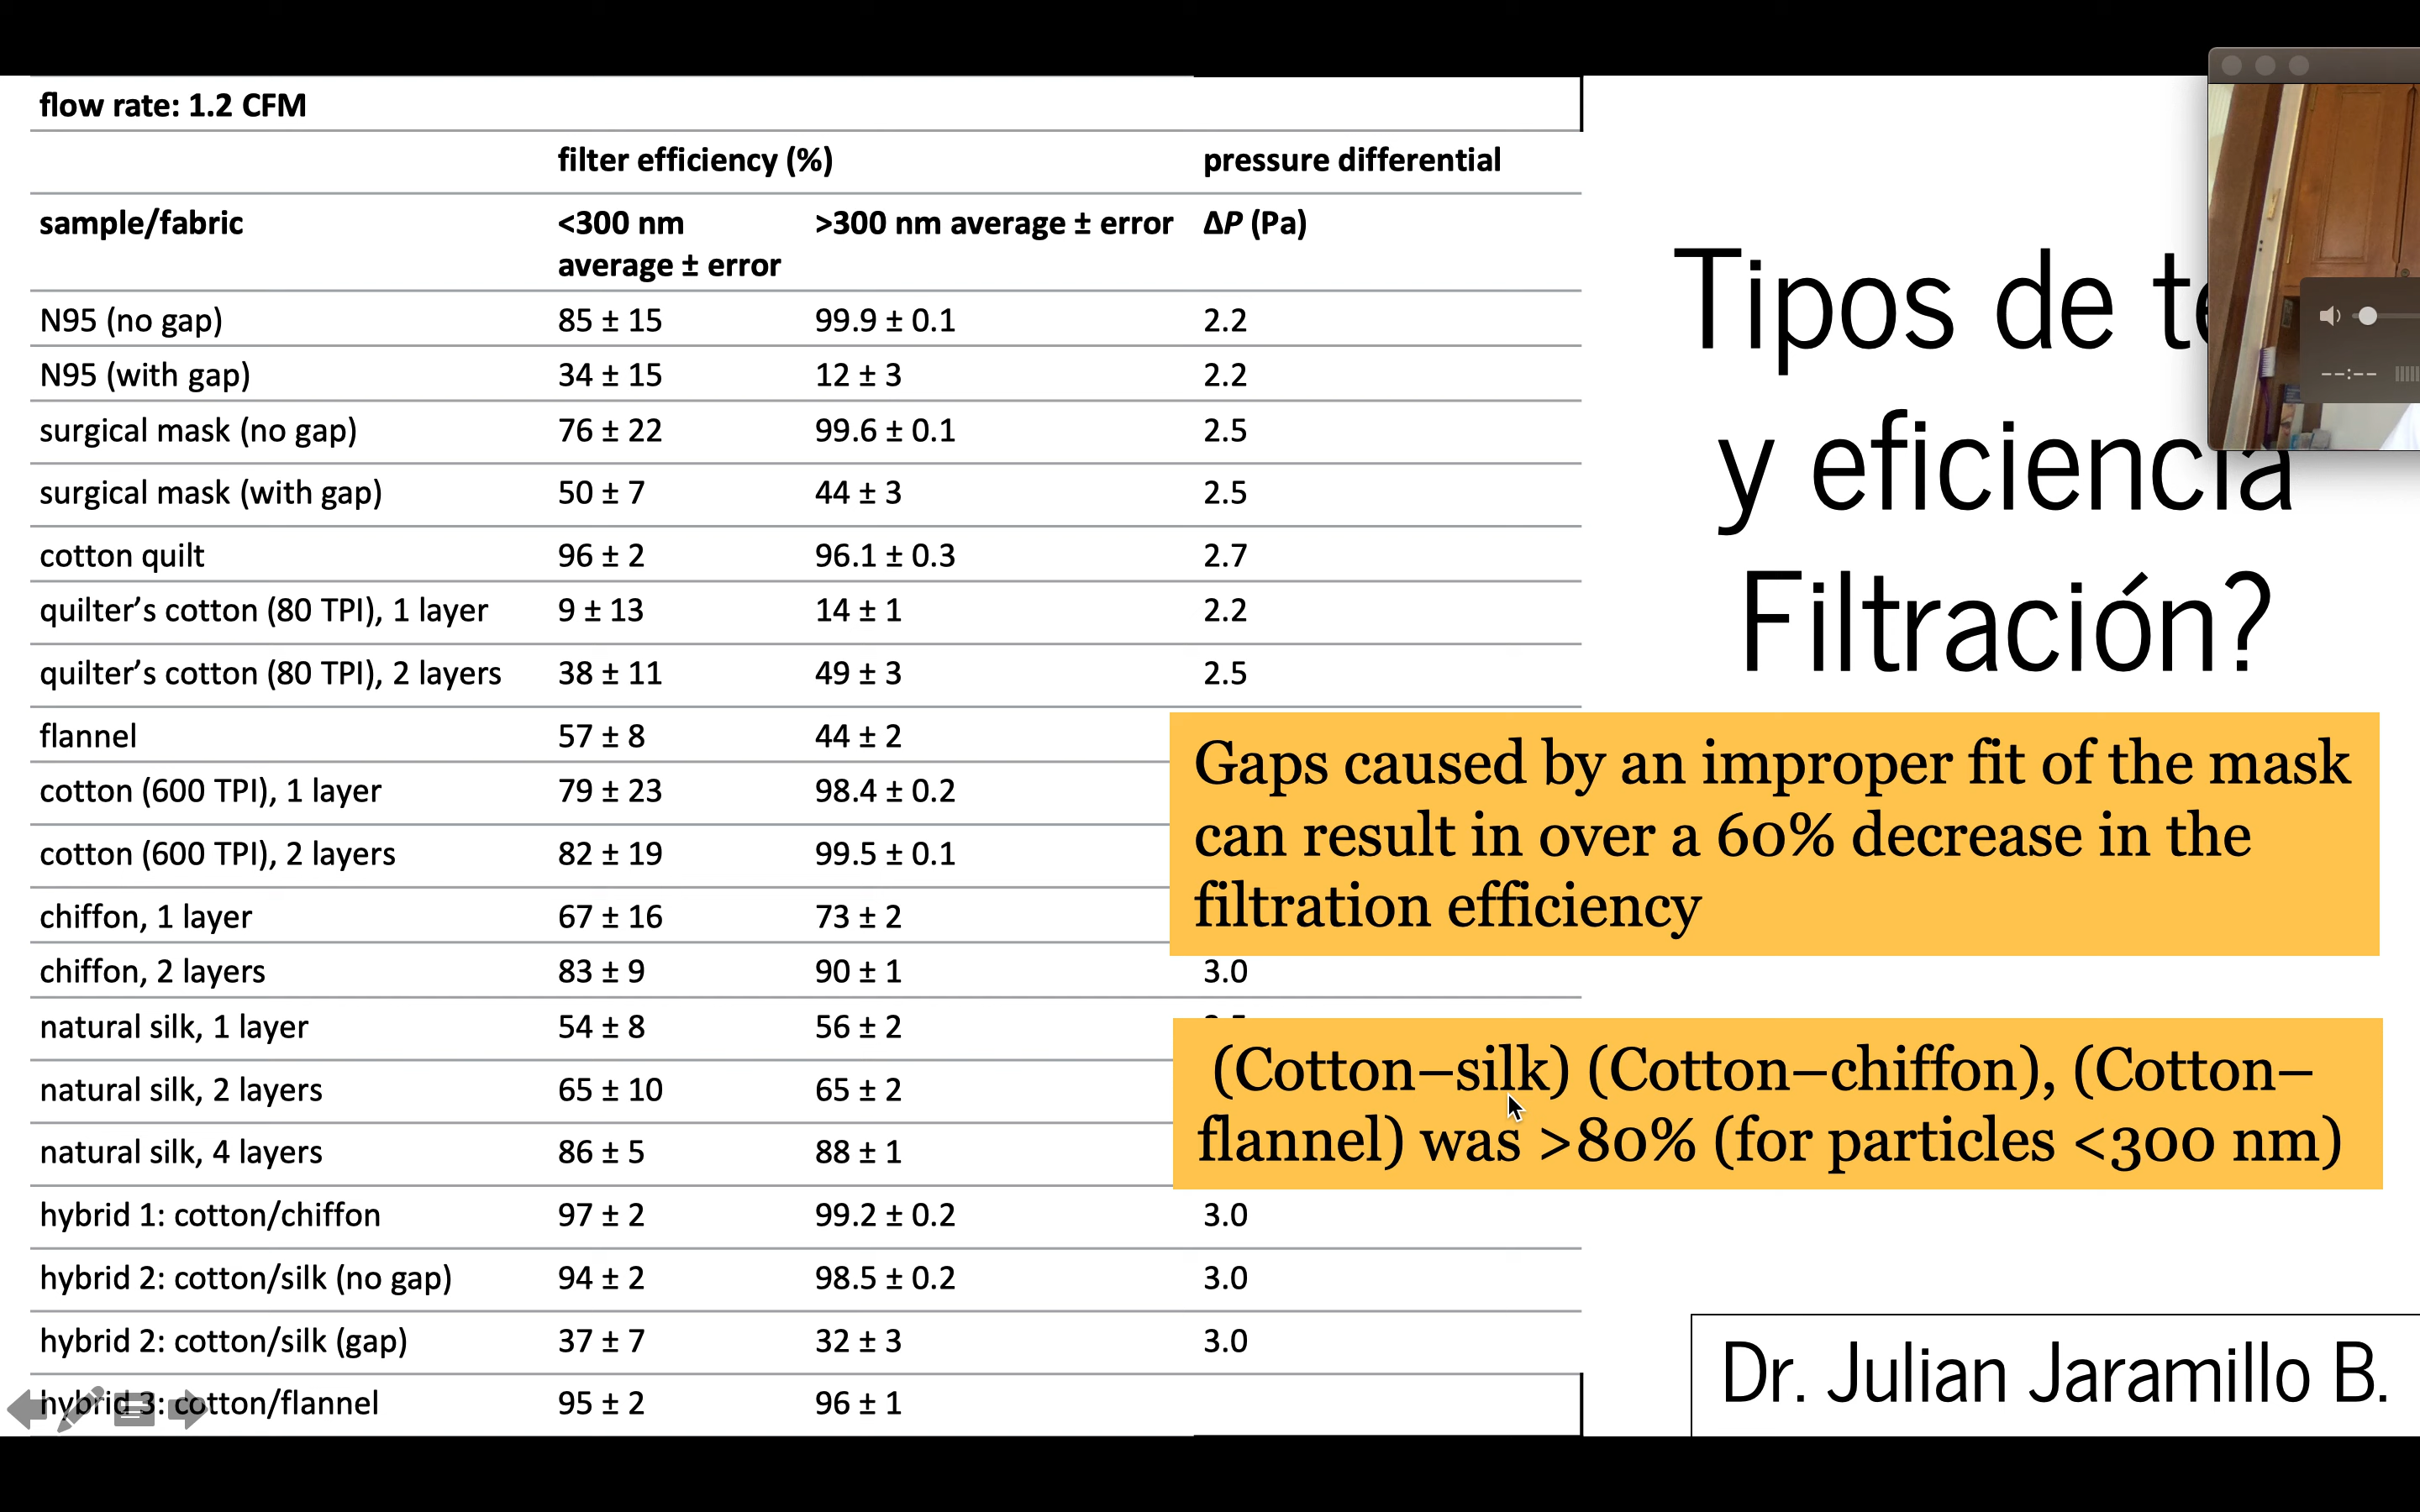 flow rate: 1.2 CFM
filter efficiency (%) pressure differential
sample/fabric <300 nm average ± error >300 nm average ± error ΔP (Pa)
N95 (no gap) 85 ± 15 99.9 ± 0.1 2.2
N95 (with gap) 34 ± 15 12 ± 3 2.2
surgical mask (no gap) 76 ± 22 99.6 ± 0.1 2.5
surgical mask (with gap) 50 ± 7 44 ± 3 2.5
cotton quilt 96 ± 2 96.1 ± 0.3 2.7
quilter’s cotton (80 TPI), 1 layer 9 ± 13 14 ± 1 2.2
quilter’s cotton (80 TPI), 2 layers 38 ± 11 49 ± 3 2.5
flannel 57 ± 8 44 ± 2
cotton (600 TPI), 1 layer 79 ± 23 98.4 ± 0.2
cotton (600 TPI), 2 layers 82 ± 19 99.5 ± 0.1
chiffon, 1 layer 67 ± 16 73 ± 2
chiffon, 2 layers 83 ± 9 90 ± 1 3.0
natural silk, 1 layer 54 ± 8 56 ± 2
natural silk, 2 layers 65 ± 10 65 ± 2
natural silk, 4 layers 86 ± 5 88 ± 1
hybrid 1: cotton/chiffon 97 ± 2 99.2 ± 0.2 3.0
hybrid 2: cotton/silk (no gap) 94 ± 2 98.5 ± 0.2 3.0
hybrid 2: cotton/silk (gap) 37 ± 7 32 ± 3 3.0
hybrid 3: cotton/flannel 95 ± 2 96 ± 1
Tipos de
y eficiencia
Filtración?
Gaps caused by an improper fit of the mask
can result in over a 60% decrease in the
filtration efficiency
(Cotton–silk) (Cotton–chiffon), (Cotton–
flannel) was >80% (for particles <300 nm)
Dr. Julian Jaramillo B.
--:--